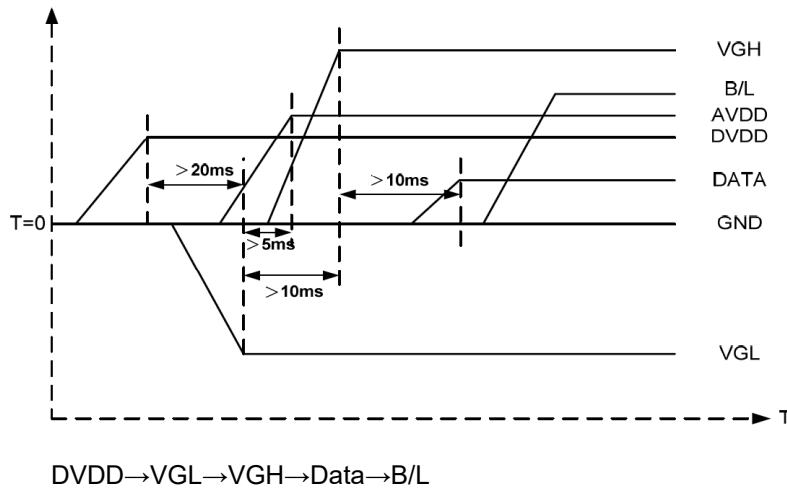 VGH
B/L
AVDD
DVDD
>20ms
>10ms
DATA
T=0
GND
>5ms
>10ms
VGL
T
DVDD→VGL→VGH→Data→B/L